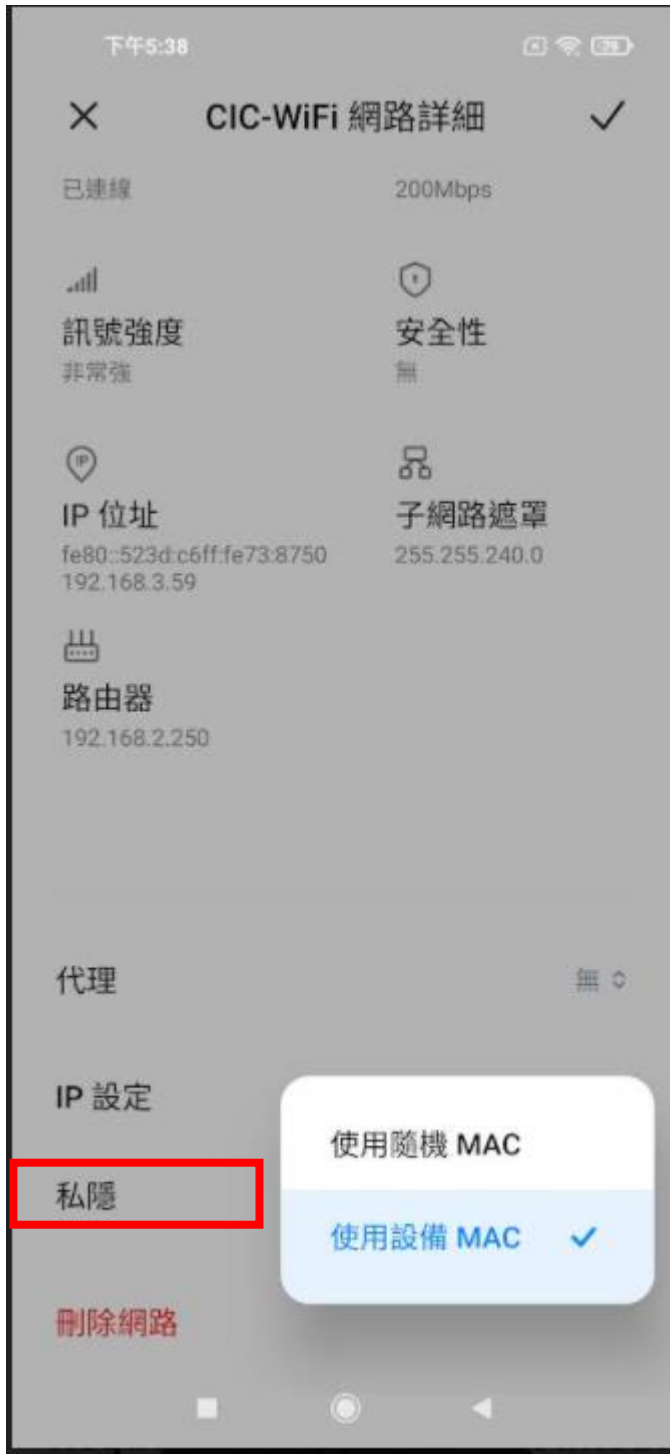 下午5:38
79
CIC-WiFi 網路詳細
已連線
200Mbps
訊號強度
非常強
安全性
無
IP
IP 位址
fe80::523d:c6ff:fe73:8750
192.168.3.59
子網路遮罩
255.255.240.0
路由器
192.168.2.250
代理
無
IP 設定
使用隨機 MAC
私隱
使用設備 MAC
刪除網路